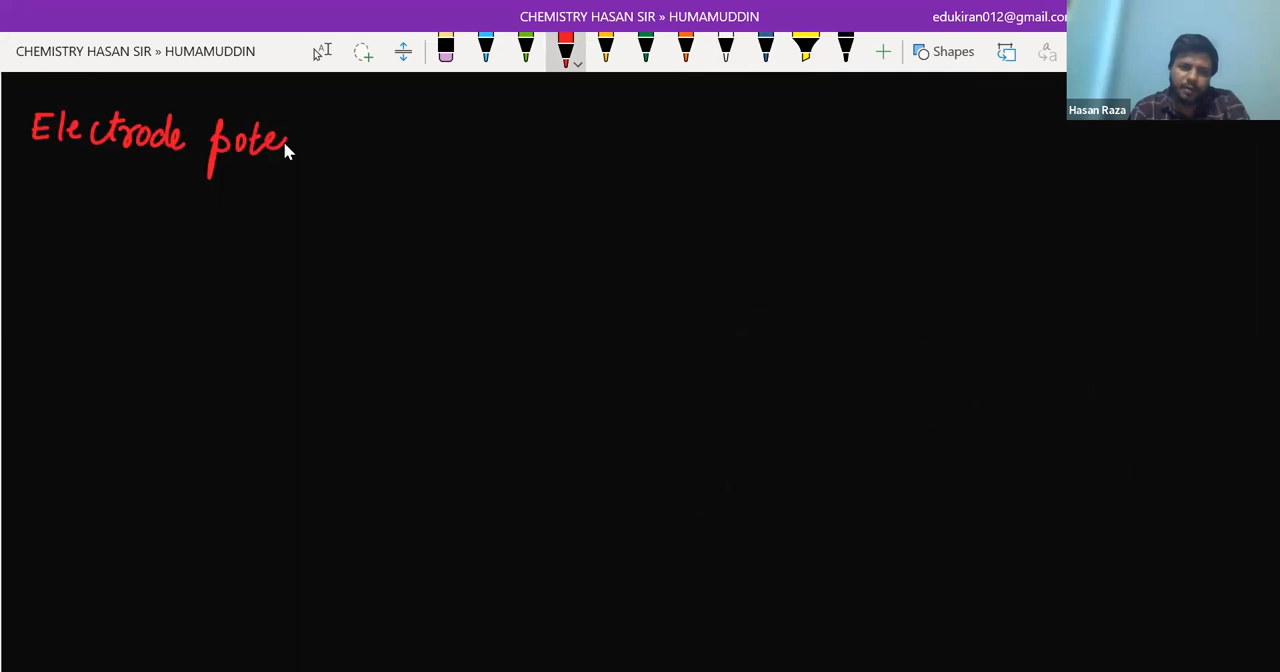 CHEMISTRY HASAN SIR » HUMAMUDDIN
edukiran012@gmail.co
CHEMISTRY HASAN SIR » HUMAMUDDIN
Shapes
Hasan Raza
Electrode pote